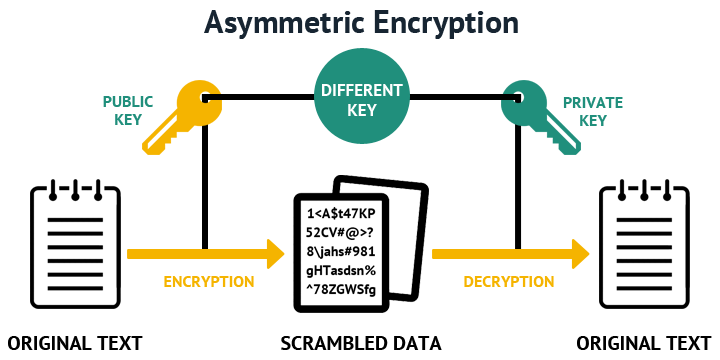 Asymmetric Encryption
PUBLIC
KEY
DIFFERENT
KEY
PRIVATE
KEY
1<A$t47KP
52CV#@>?
8\jahs#981
gHTasdsn%
^78ZGWSfg
ENCRYPTION
DECRYPTION
ORIGINAL TEXT
SCRAMBLED DATA
ORIGINAL TEXT